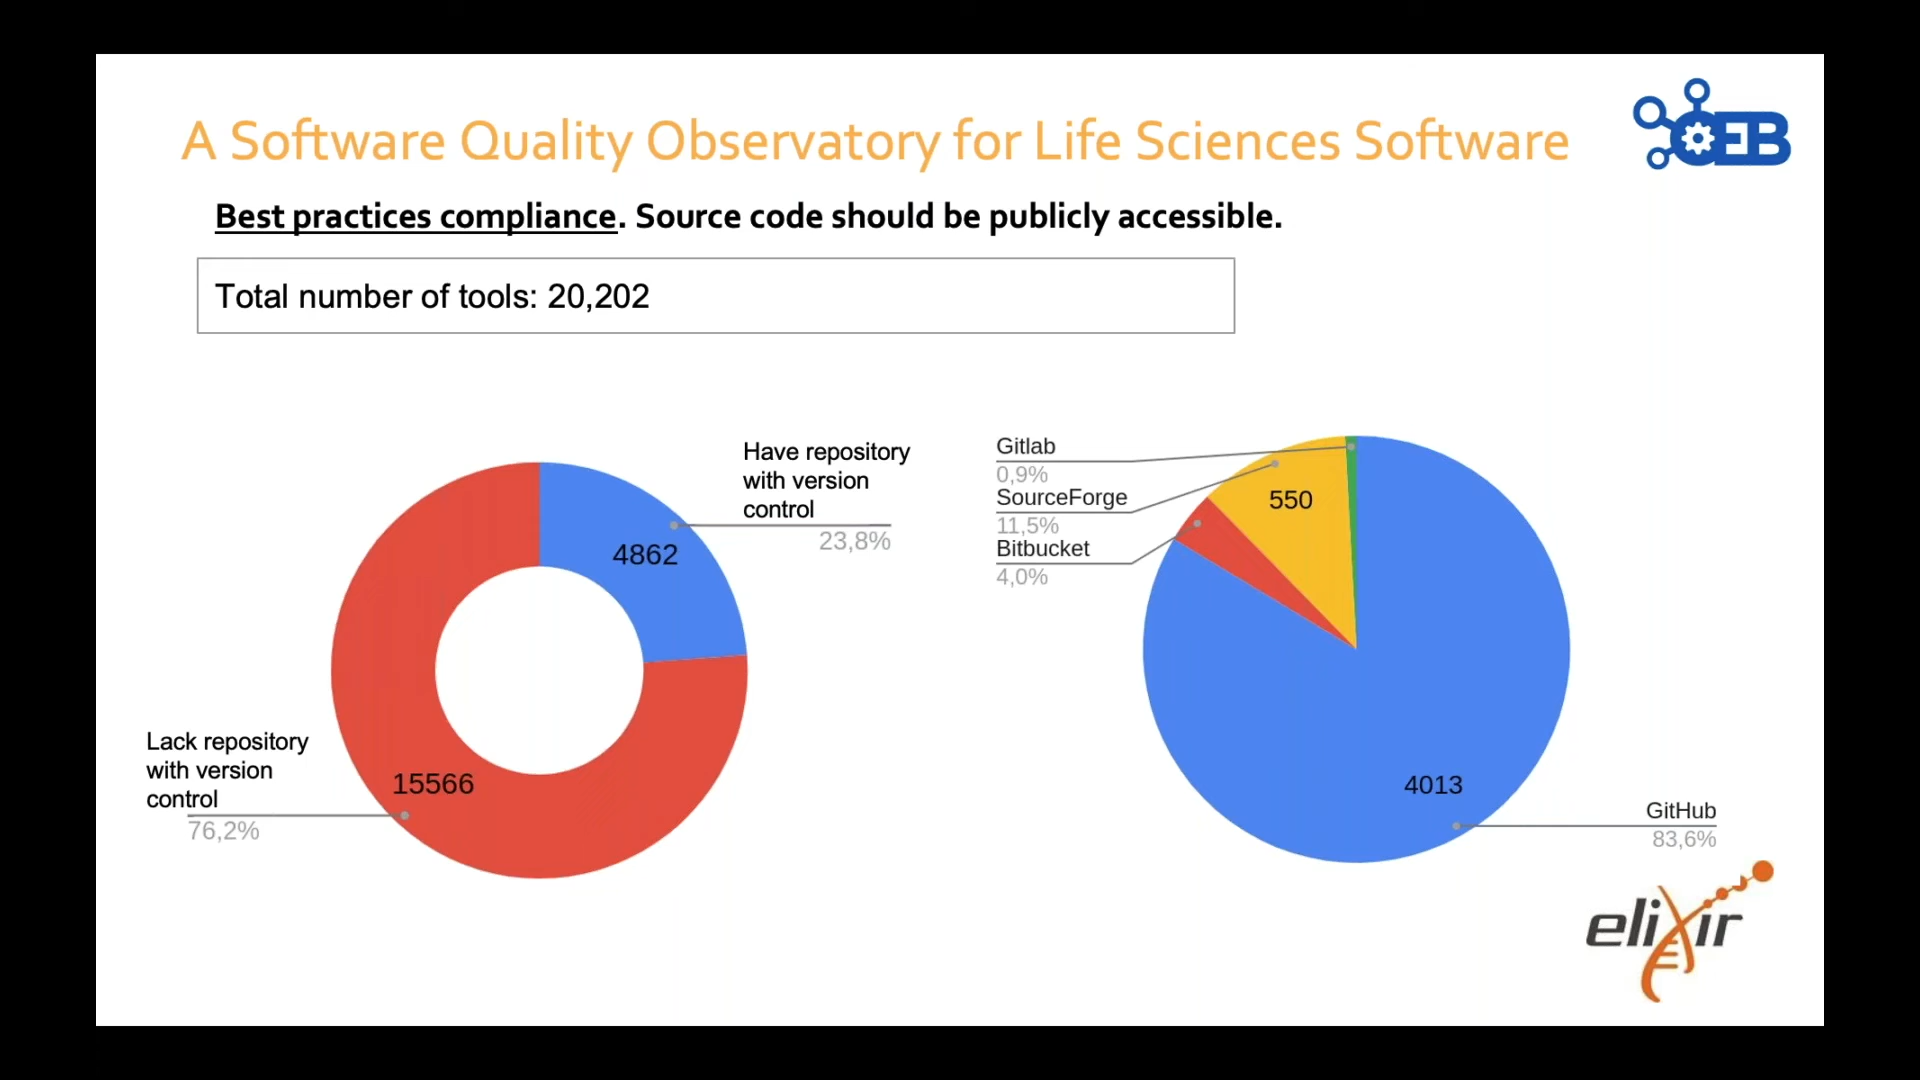 A Software Quality Observatory for Life Sciences Software
OEB
Best practices compliance. Source code should be publicly accessible.
Total number of tools: 20,202
Have repository
with version
control
23,8%
4862
Lack repository
with version
control
76,2%
15566
Gitlab
0,9%
SourceForge
11,5%
Bitbucket
4,0%
550
4013
GitHub
83,6%
elixir